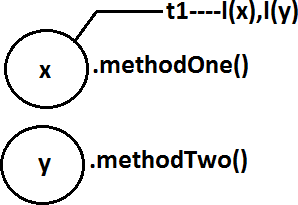 t1----l(x),l(y)
x .methodOne()
y .methodTwo()